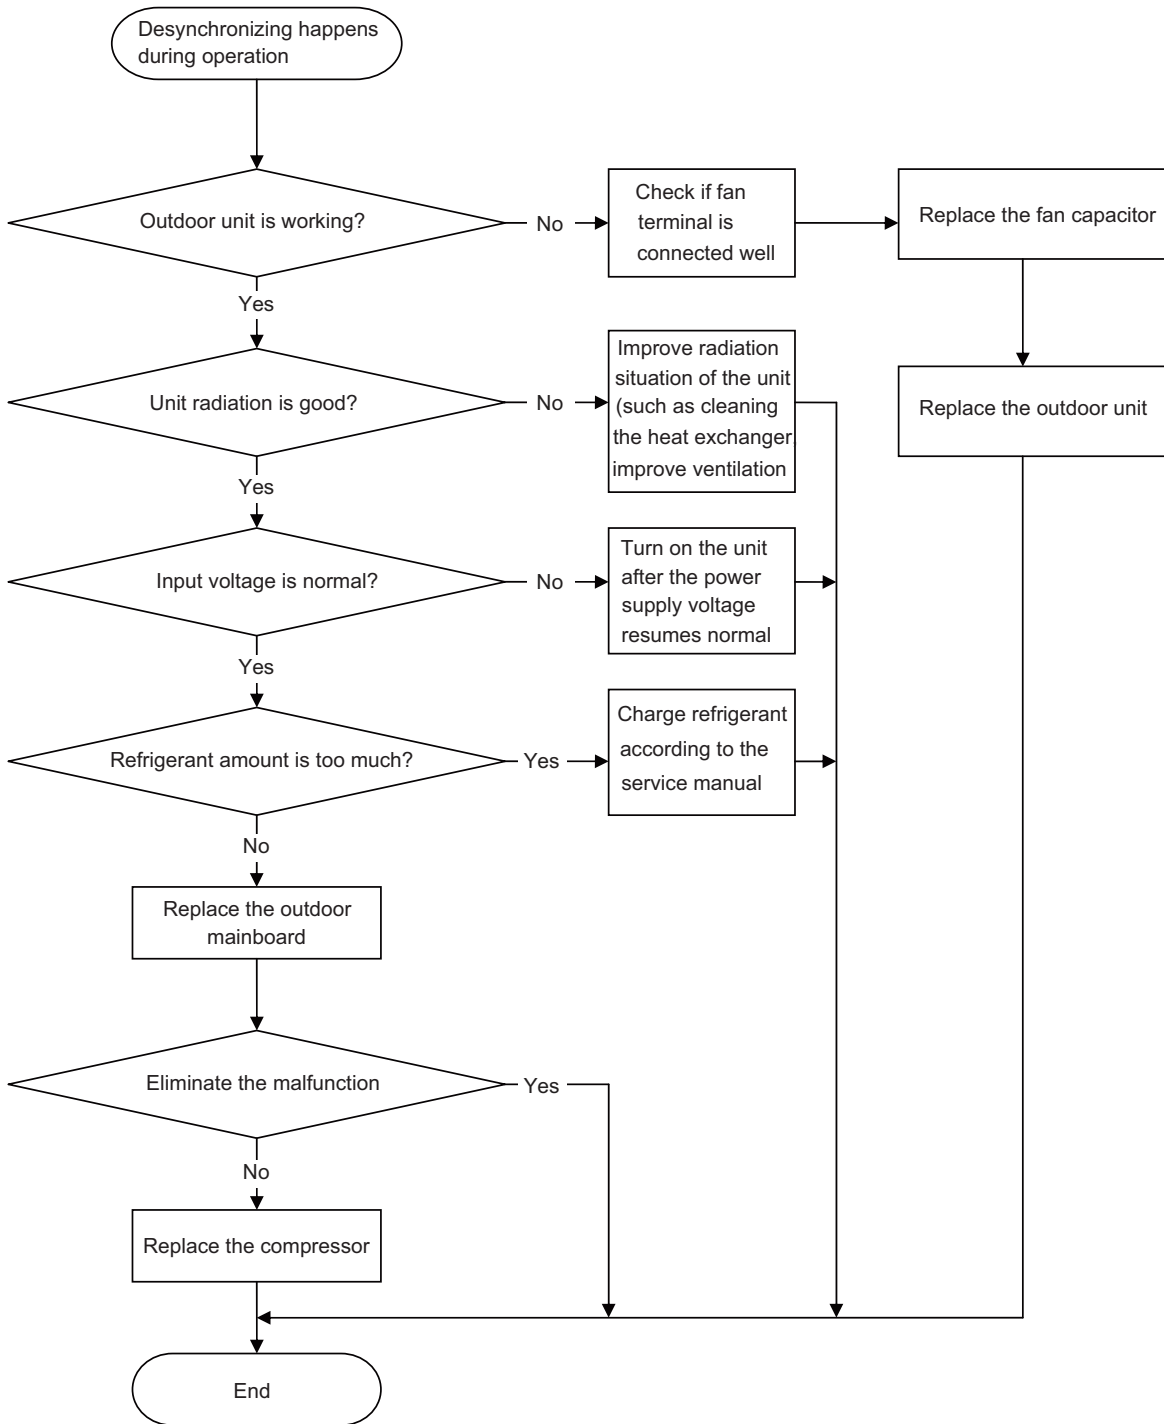 Desynchronizing happens
during operation
Outdoor unit is working?
No
Check if fan
terminal is
connected well
Replace the fan capacitor
Yes
Unit radiation is good?
No
Improve radiation
situation of the unit
(such as cleaning
the heat exchanger,
improve ventilation
Replace the outdoor unit
Yes
Input voltage is normal?
No
Turn on the unit
after the power
supply voltage
resumes normal
Yes
Refrigerant amount is too much?
Yes
Charge refrigerant
according to the
service manual
No
Replace the outdoor
mainboard
Eliminate the malfunction
Yes
No
Replace the compressor
End